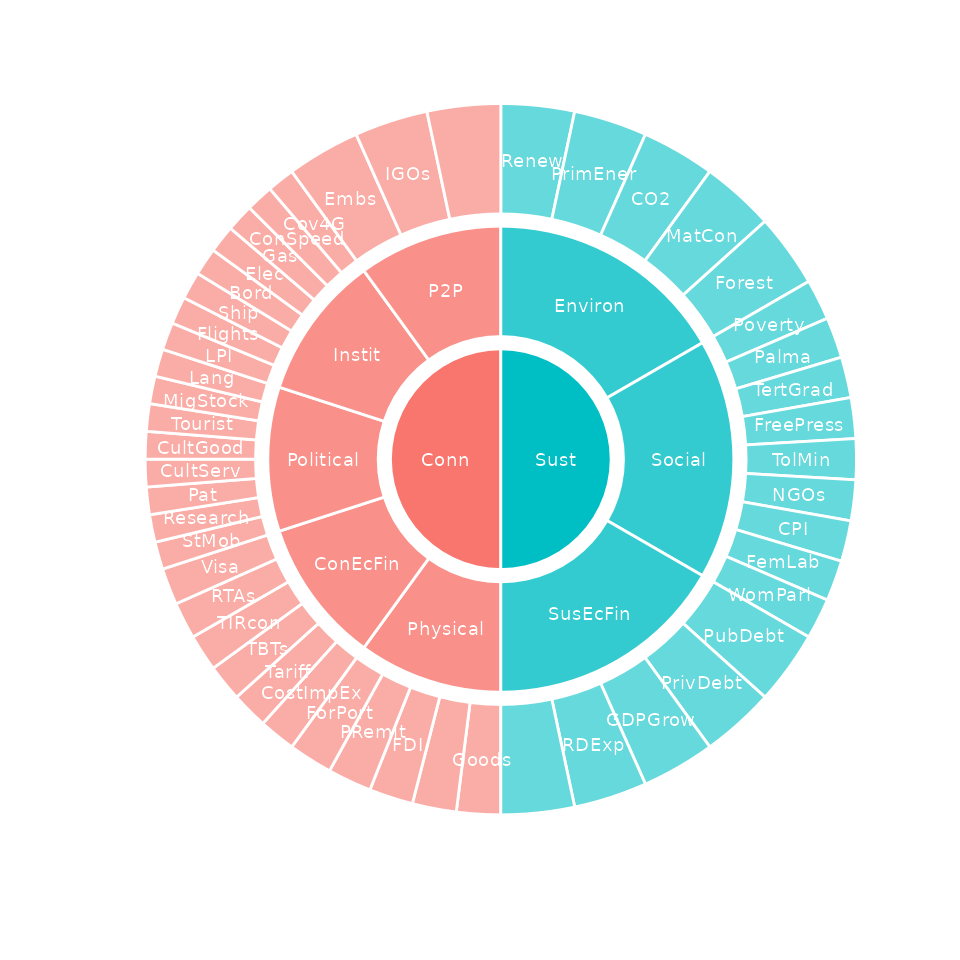 Renew
PrimEner
IGOs
CO2
Embs
Cov4G
MatCon
ConSpeed
Gas
Elec
Forest
P2P
Bord
Environ
Ship
Poverty
Flights
Instit
LPI
Palma
Lang
TertGrad
MigStock
Tourist
FreePress
CultGood
Political
Conn
Sust
Social
TolMin
CultServ
Pat
NGOs
Research
CPI
StMob
ConEcFin
FemLab
Visa
RTAs
WomParl
SusEcFin
TIRcon
Physical
PubDebt
TBTs
Tariff
PrivDebt
CostImpEx
ForPort
GDPGrow
PRemit
FDI
RDExp
Goods